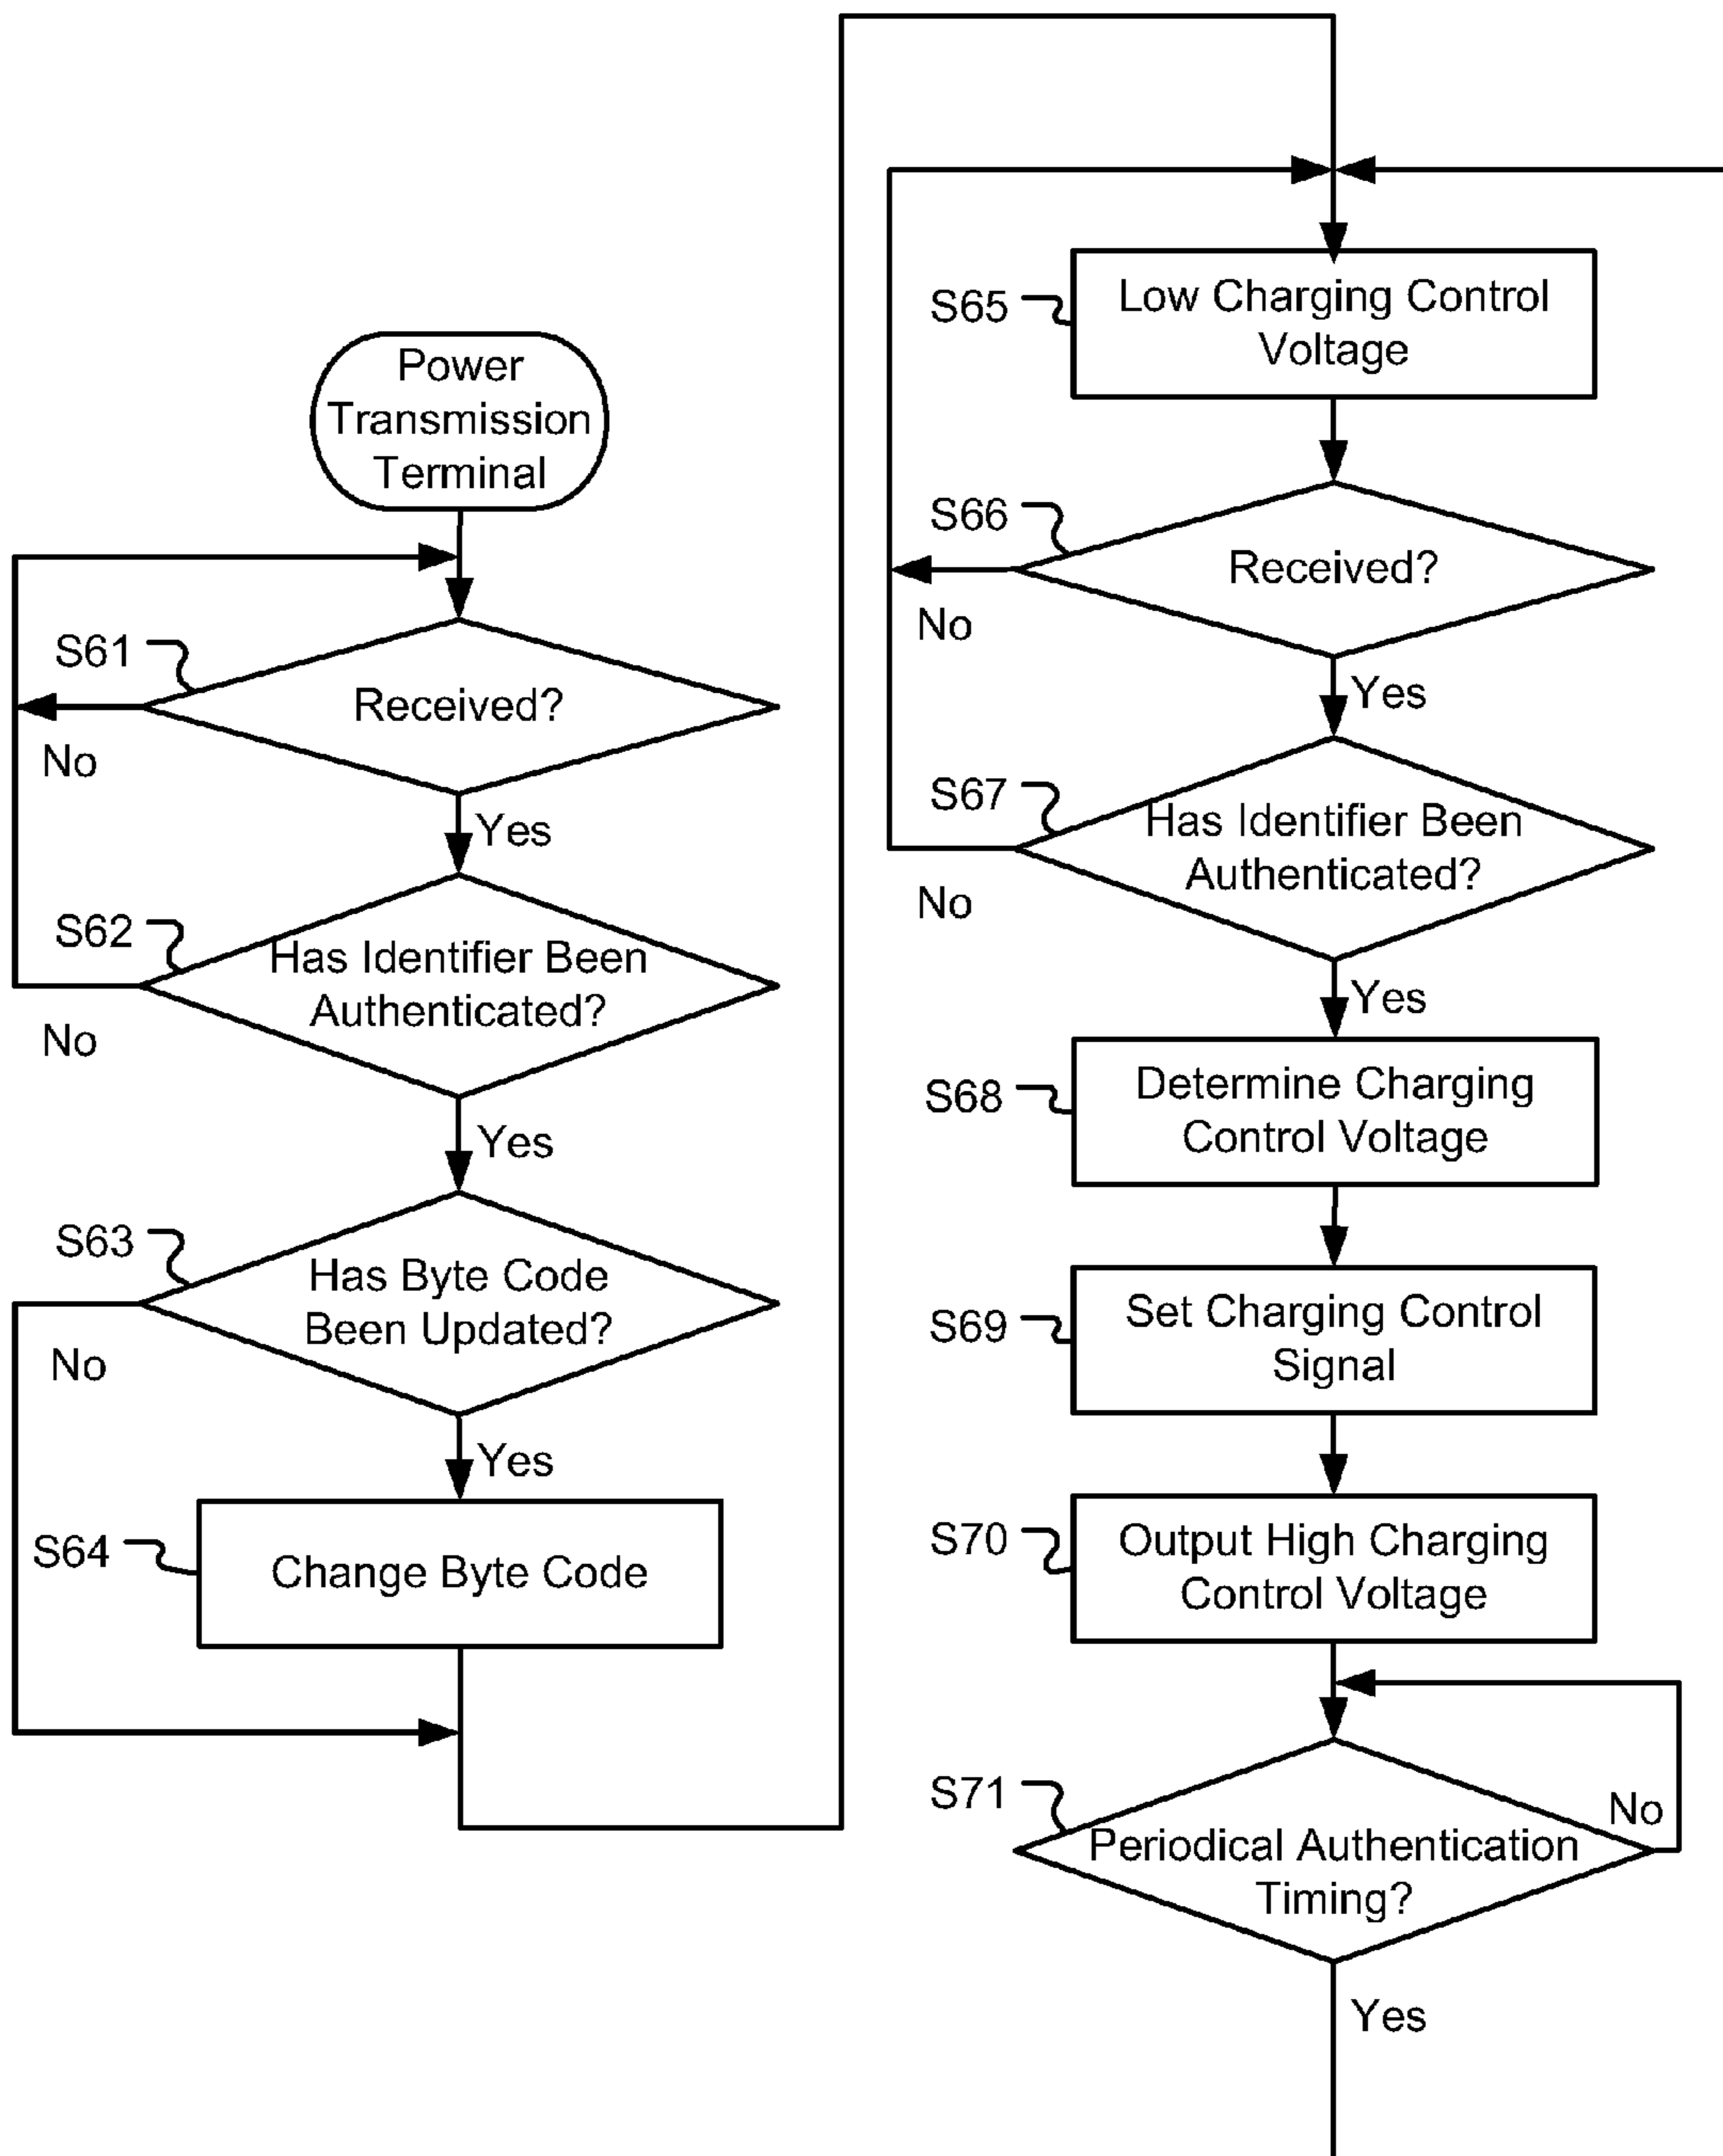 Power
Transmission
Terminal
S61
Received?
No
Yes
S62
Has Identifier Been
Authenticated?
No
Yes
S63
Has Byte Code
Been Updated?
No
Yes
S64
Change Byte Code
S65
Low Charging Control
Voltage
S66
Received?
No
Yes
S67
Has Identifier Been
Authenticated?
No
Yes
S68
Determine Charging
Control Voltage
S69
Set Charging Control
Signal
S70
Output High Charging
Control Voltage
S71
No
Periodical Authentication
Timing?
Yes